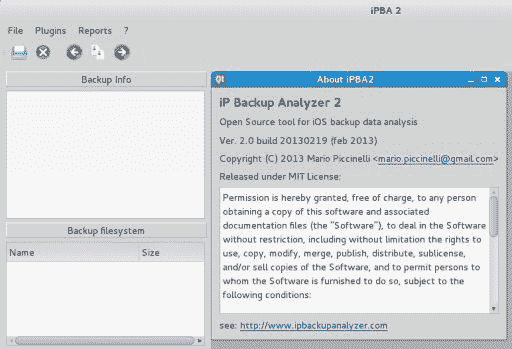 iPBA 2
File Plugins Reports ?
Backup Info
Backup filesystem
Name Size
About iPBA2
iP Backup Analyzer 2
Open Source tool for iOS backup data analysis
Ver. 2.0 build 20130219 (feb 2013)
Copyright (C) 2013 Mario Piccinelli <mario.piccinelli@gmail.com>
Released under MIT License:
Permission is hereby granted, free of charge, to any person
obtaining a copy of this software and associated
documentation files (the "Software"), to deal in the Software
without restriction, including without limitation the rights to
use, copy, modify, merge, publish, distribute, sublicense,
and/or sell copies of the Software, and to permit persons to
whom the Software is furnished to do so, subject to the
following conditions:
see: http://www.ipbackupanalyzer.com